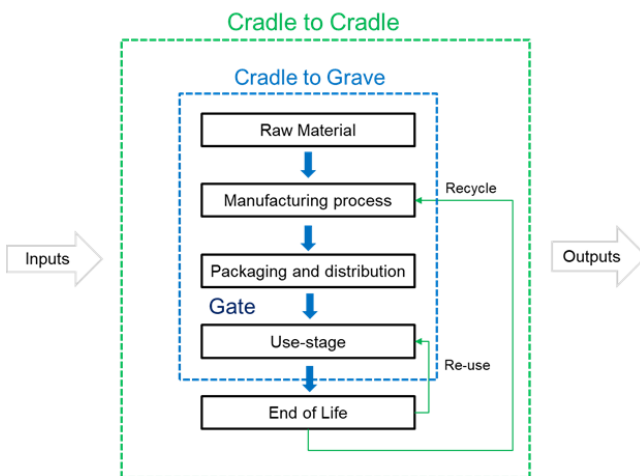 Cradle to Cradle
Cradle to Grave
Raw Material
Recycle
Manufacturing process
Inputs
Packaging and distribution
Outputs
Gate
Use-stage
Re-use
End of Life